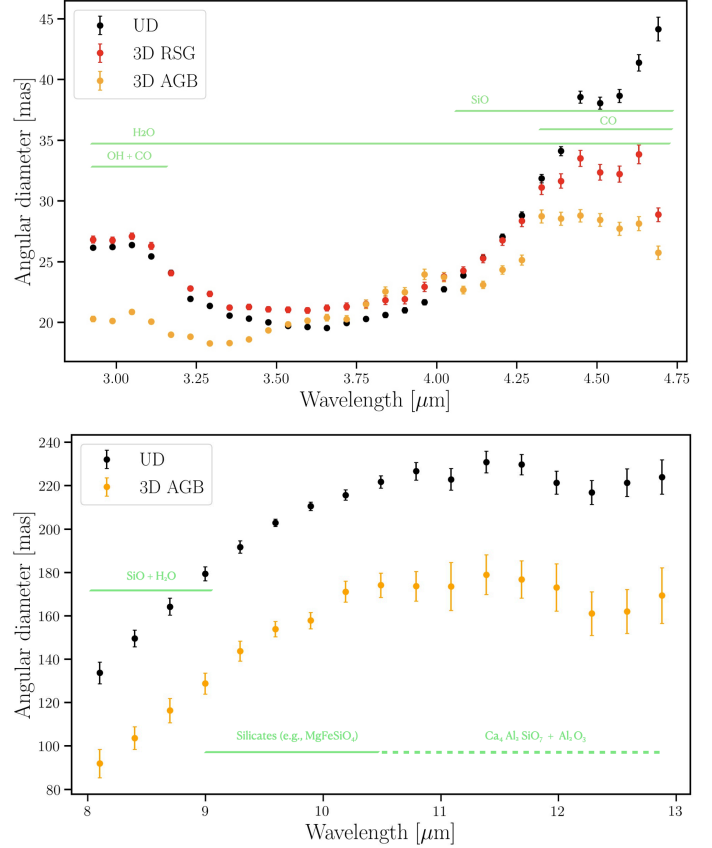 45
40
35
30
25
20
Angular diameter [mas]
UD
3D RSG
3D AGB
SiO
CO
H2O
OH + CO
3.00
3.25
3.50
3.75
4.00
4.25
4.50
4.75
Wavelength [μm]
240
220
200
180
160
140
120
100
80
Angular diameter [mas]
UD
3D AGB
SiO + H₂O
Silicates (e.g., MgFeSiO₄)
Ca₄ Al₂ SiO₇ + Al₂O₃
8
9
10
11
12
13
Wavelength [μm]